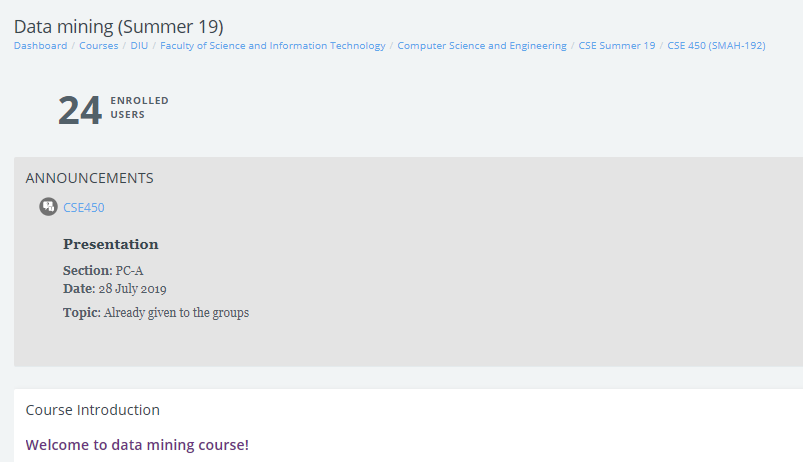 Data mining (Summer 19)
Dashboard / Courses / DIU / Faculty of Science and Information Technology / Computer Science and Engineering / CSE Summer 19 / CSE 450 (SMAH-192)
24 ENROLLED
USERS
ANNOUNCEMENTS
CSE450
Presentation
Section: PC-A
Date: 28 July 2019
Topic: Already given to the groups
Course Introduction
Welcome to data mining course!